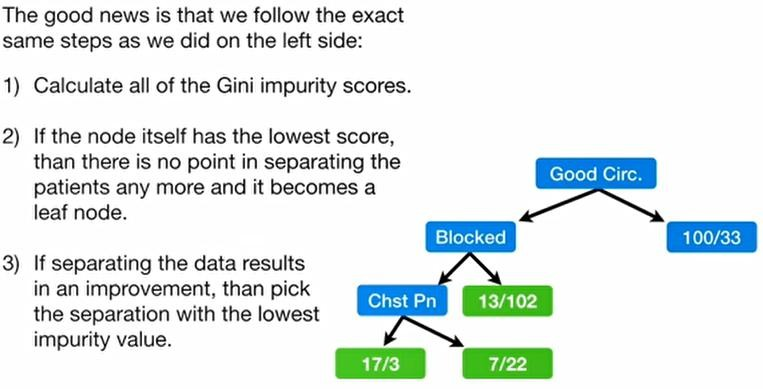 The good news is that we follow the exact
same steps as we did on the left side:
1) Calculate all of the Gini impurity scores.
2) If the node itself has the lowest score,
than there is no point in separating the
patients any more and it becomes a
leaf node.
3) If separating the data results
in an improvement, than pick
the separation with the lowest
impurity value.
Good Circ.
Blocked
100/33
Chst Pn
13/102
17/3
7/22